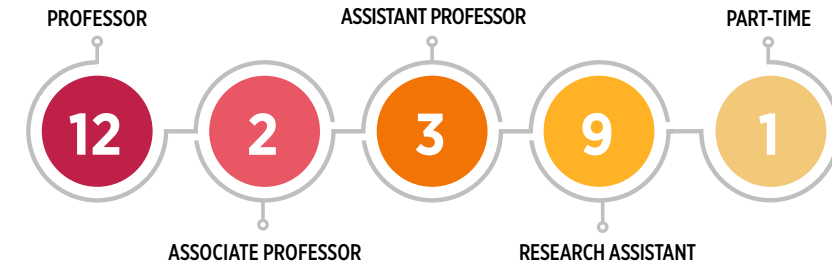 PROFESSOR
ASSISTANT PROFESSOR
PART-TIME
12
2
3
9
1
ASSOCIATE PROFESSOR
RESEARCH ASSISTANT